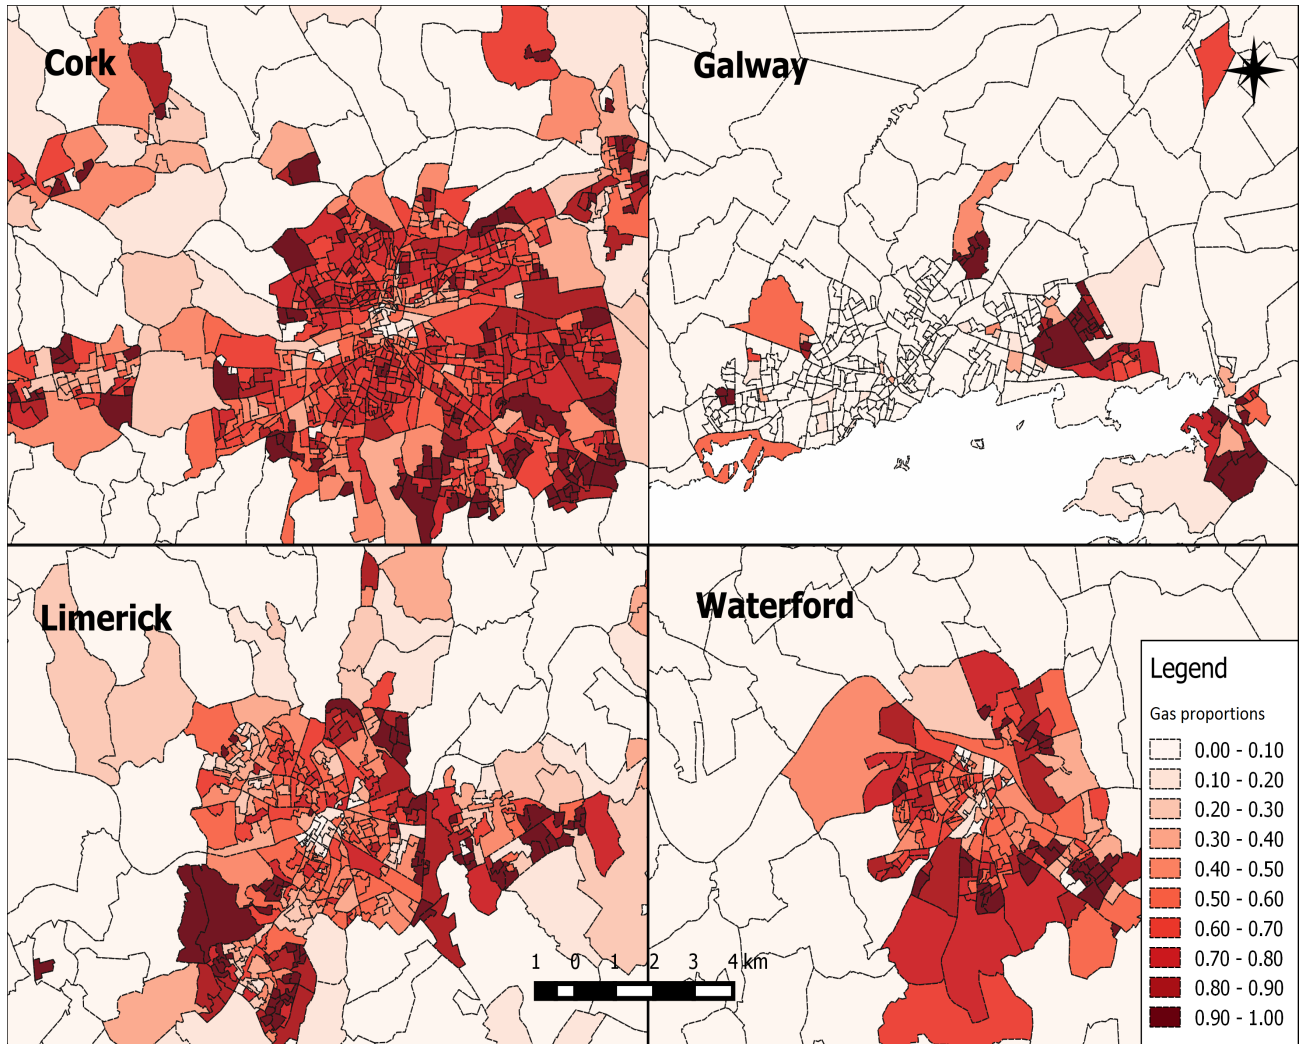 Cork
Galway
Limerick
Waterford
Legend
Gas proportions
0.00 - 0.10
0.10 - 0.20
0.20 - 0.30
0.30 - 0.40
0.40 - 0.50
0.50 - 0.60
0.60 - 0.70
0.70 - 0.80
0.80 - 0.90
0.90 - 1.00
1 0 1 2 3 4 km